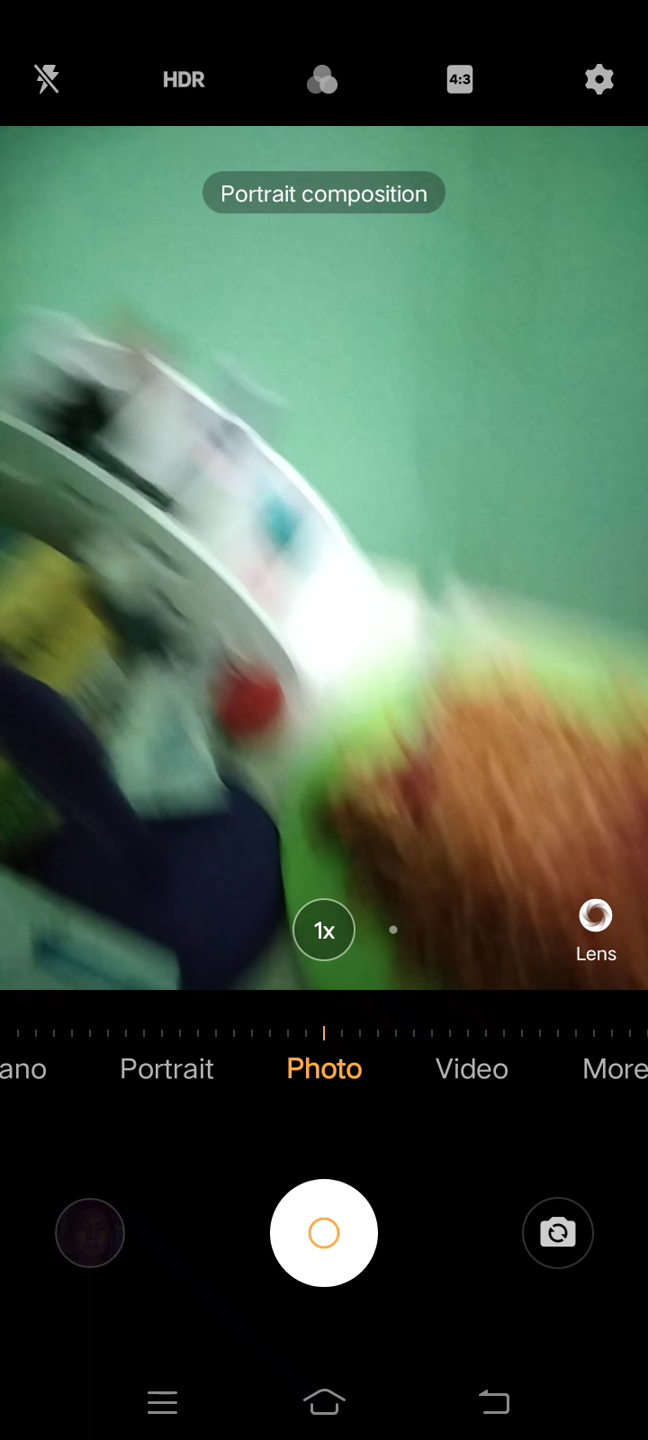 HDR
4:3
Portrait composition
1x
Lens
ano
Portrait
Photo
Video
More